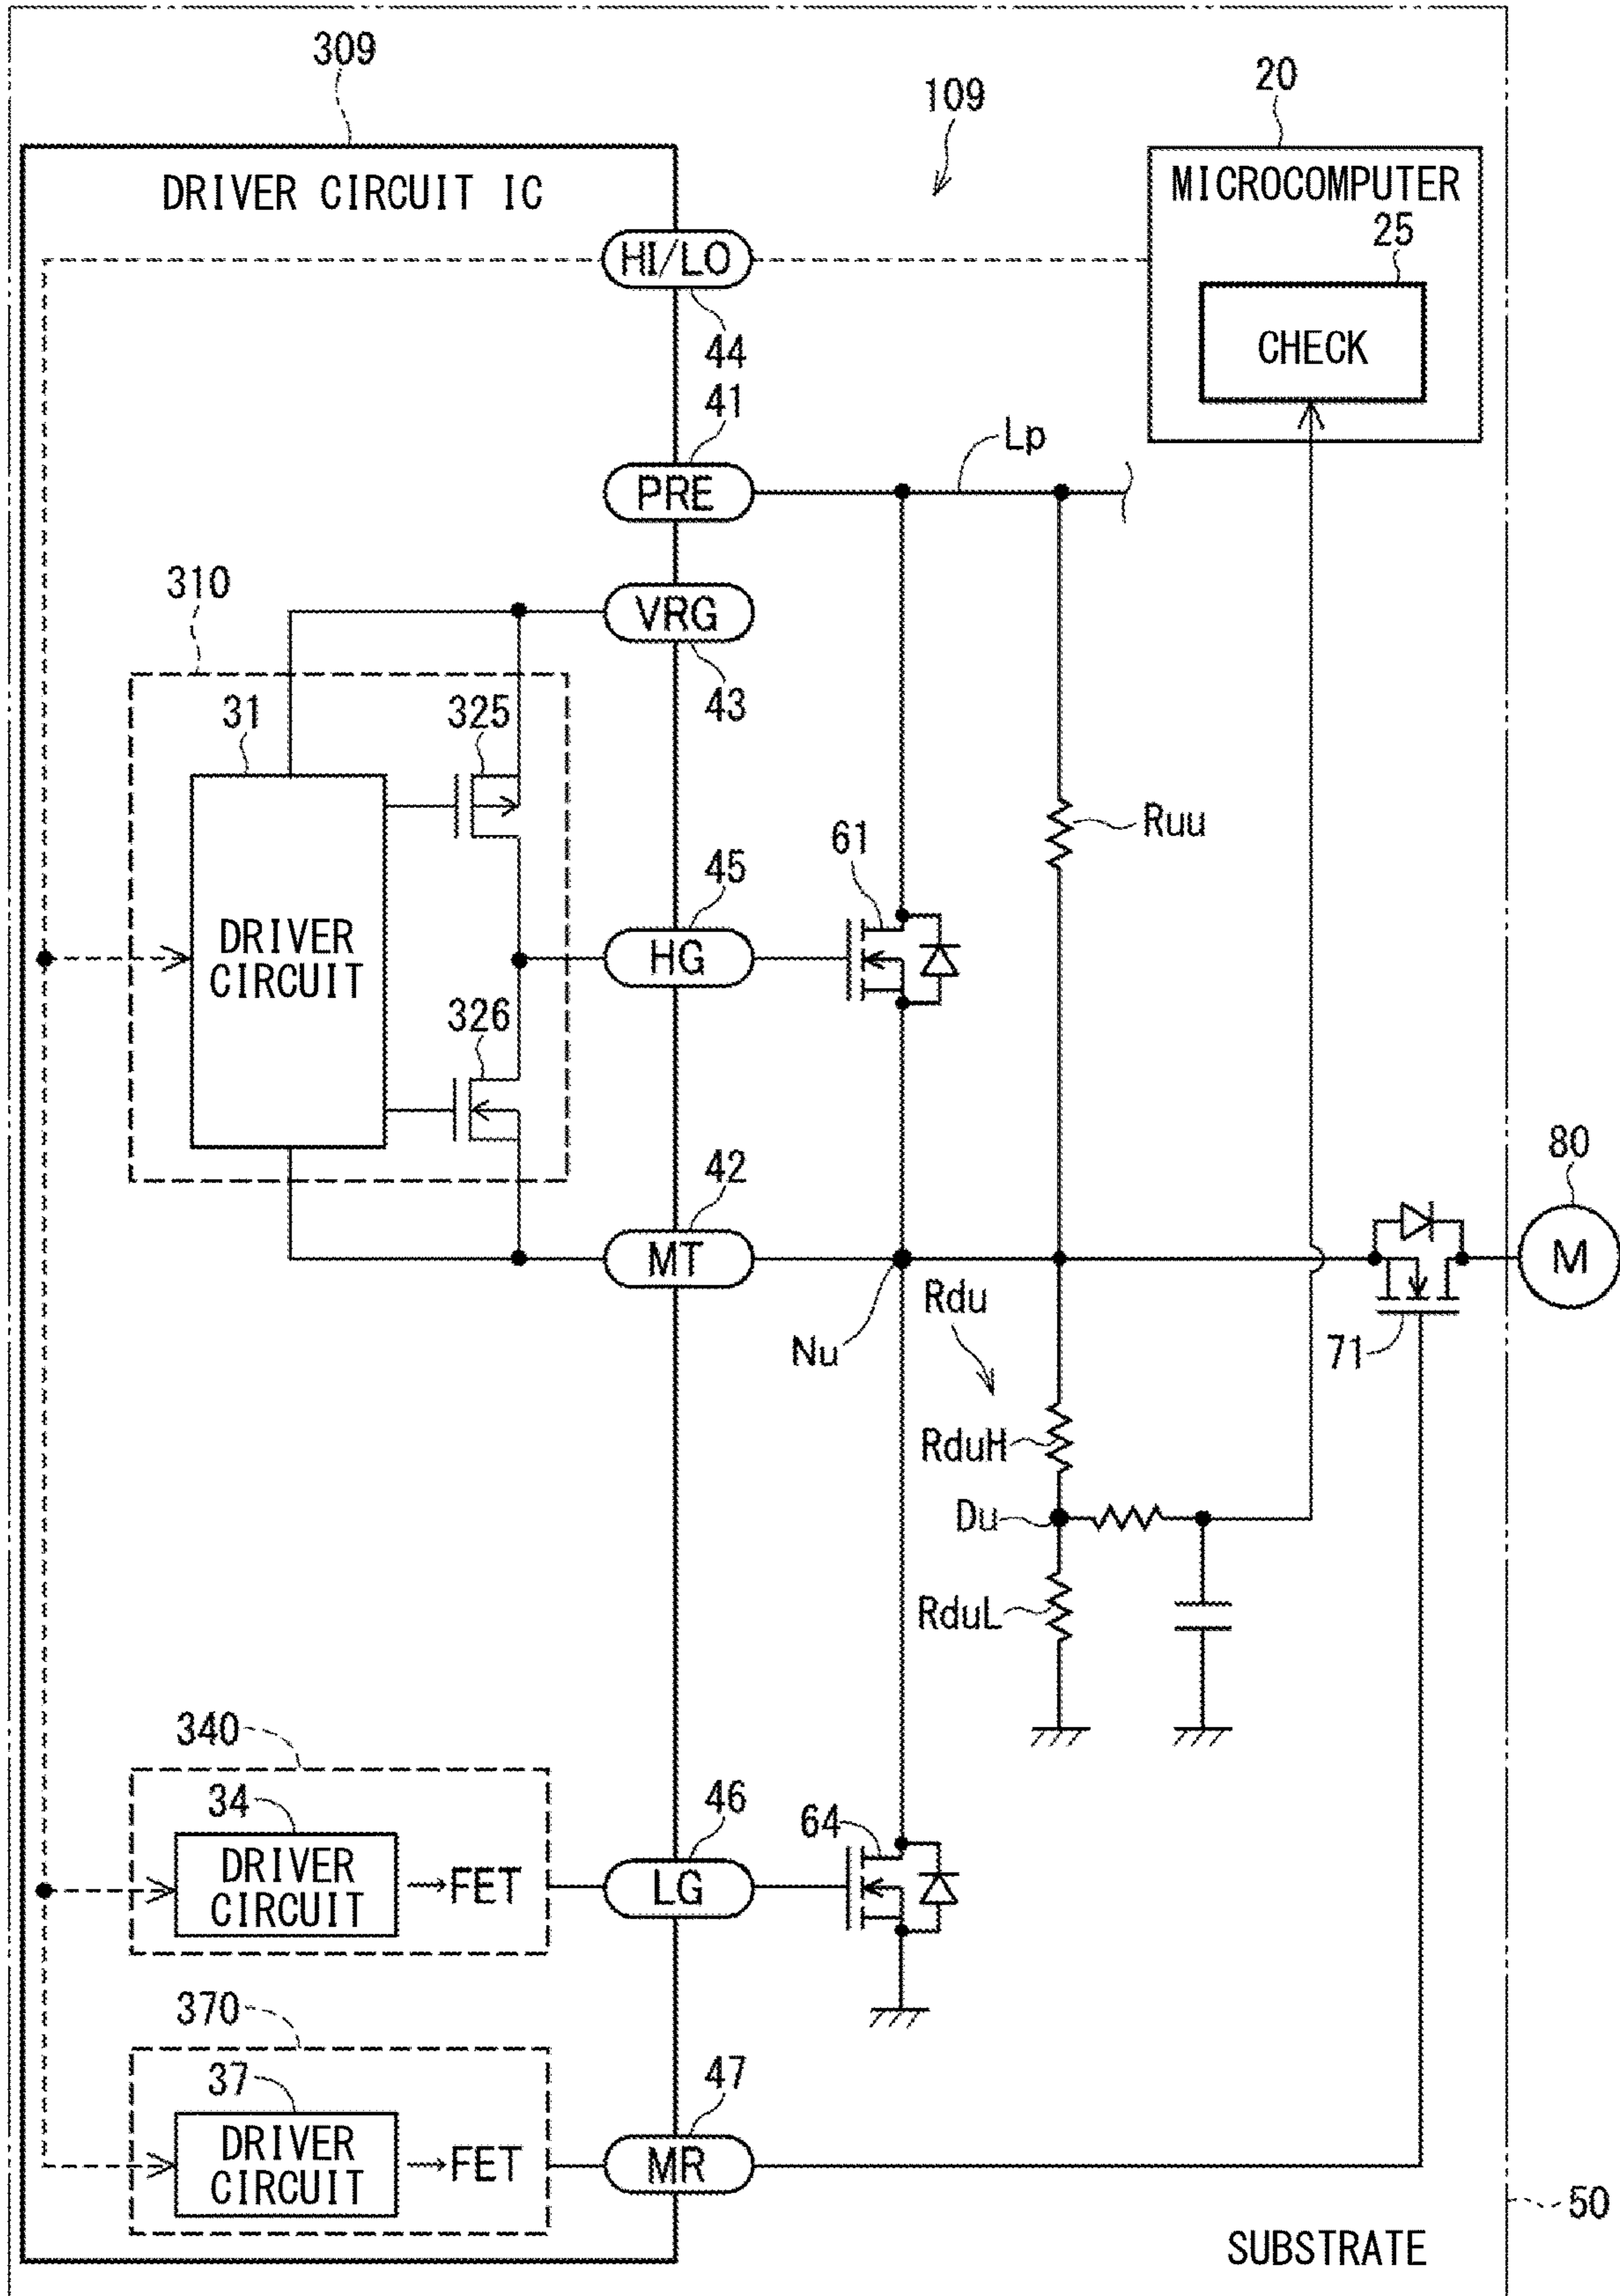 309
109
20
DRIVER CIRCUIT IC
MICROCOMPUTER
25
HI/LO
CHECK
44
41
Lp
PRE
310
VRG
43
31
325
Ruu
61
45
DRIVER
CIRCUIT
HG
326
42
80
MT
M
Rdu
Nu
71
RduH
Du
RduL
340
34
46
64
DRIVER
CIRCUIT
→FET
LG
370
37
47
DRIVER
CIRCUIT
→FET
MR
50
SUBSTRATE